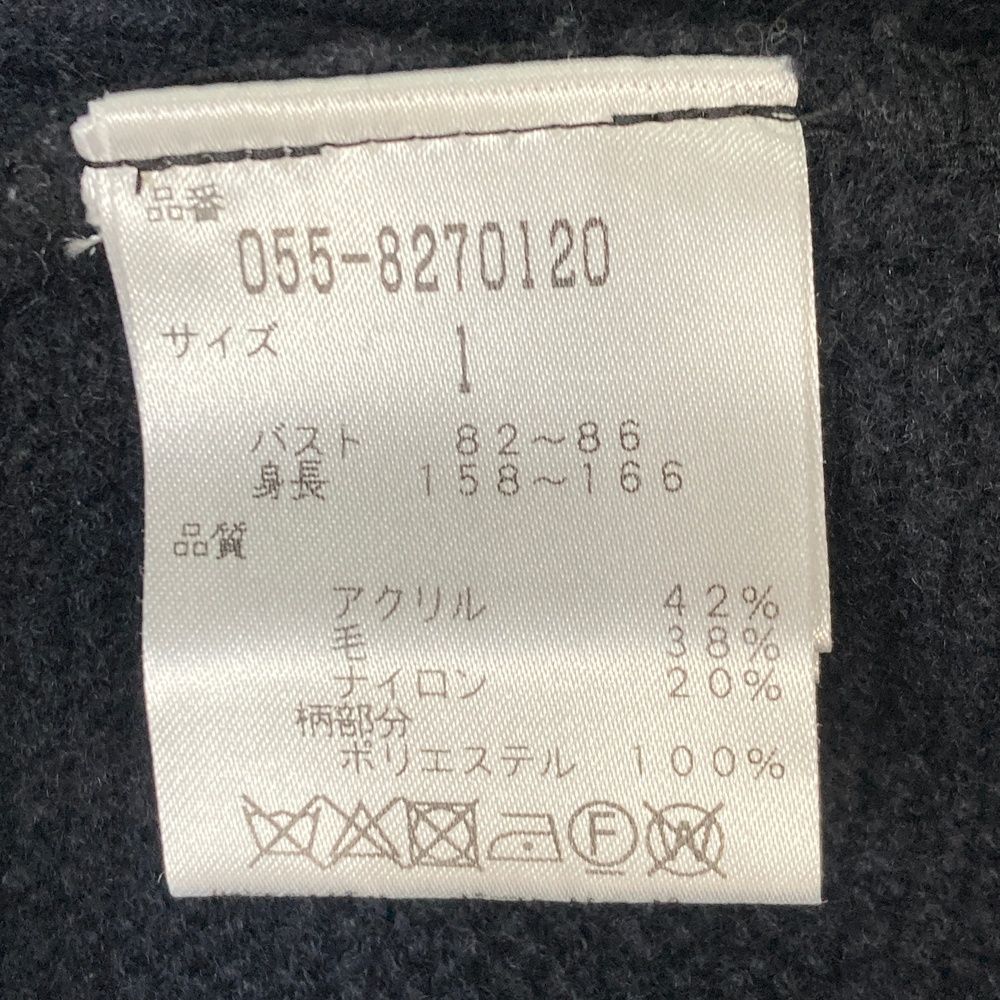 品番
055-8270120
サイズ 1
バスト 82〜86
身長 158〜166
品質
アクリル 42%
毛 38%
ナイロン 20%
柄部分
ポリエステル 100%
F W